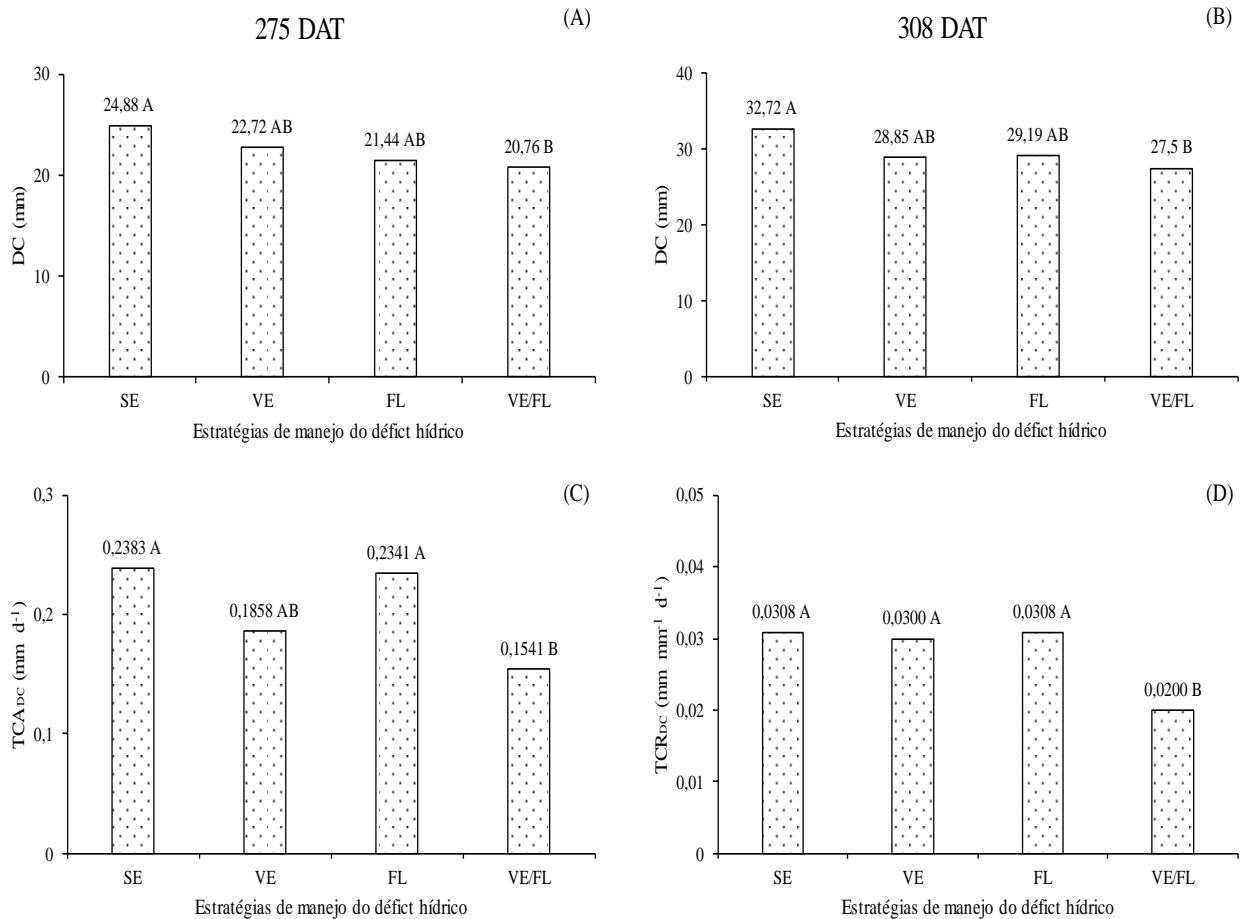 275 DAT
(A)
DC (mm)
30
20
10
0
24,88 A
22,72 AB
21,44 AB
20,76 B
SE
VE
FL
VE/FL
Estratégias de manejo do défict hídrico
308 DAT
(B)
DC (mm)
40
30
20
10
0
32,72 A
28,85 AB
29,19 AB
27,5 B
SE
VE
FL
VE/FL
Estratégias de manejo do défict hídrico
(C)
TCADC (mm d-1)
0,3
0,2
0,1
0
0,2383 A
0,1858 AB
0,2341 A
0,1541 B
SE
VE
FL
VE/FL
Estratégias de manejo do défict hídrico
(D)
TCRDC (mm mm-1 d-1)
0,05
0,04
0,03
0,02
0,01
0
0,0308 A
0,0300 A
0,0308 A
0,0200 B
SE
VE
FL
VE/FL
Estratégias de manejo do défict hídrico